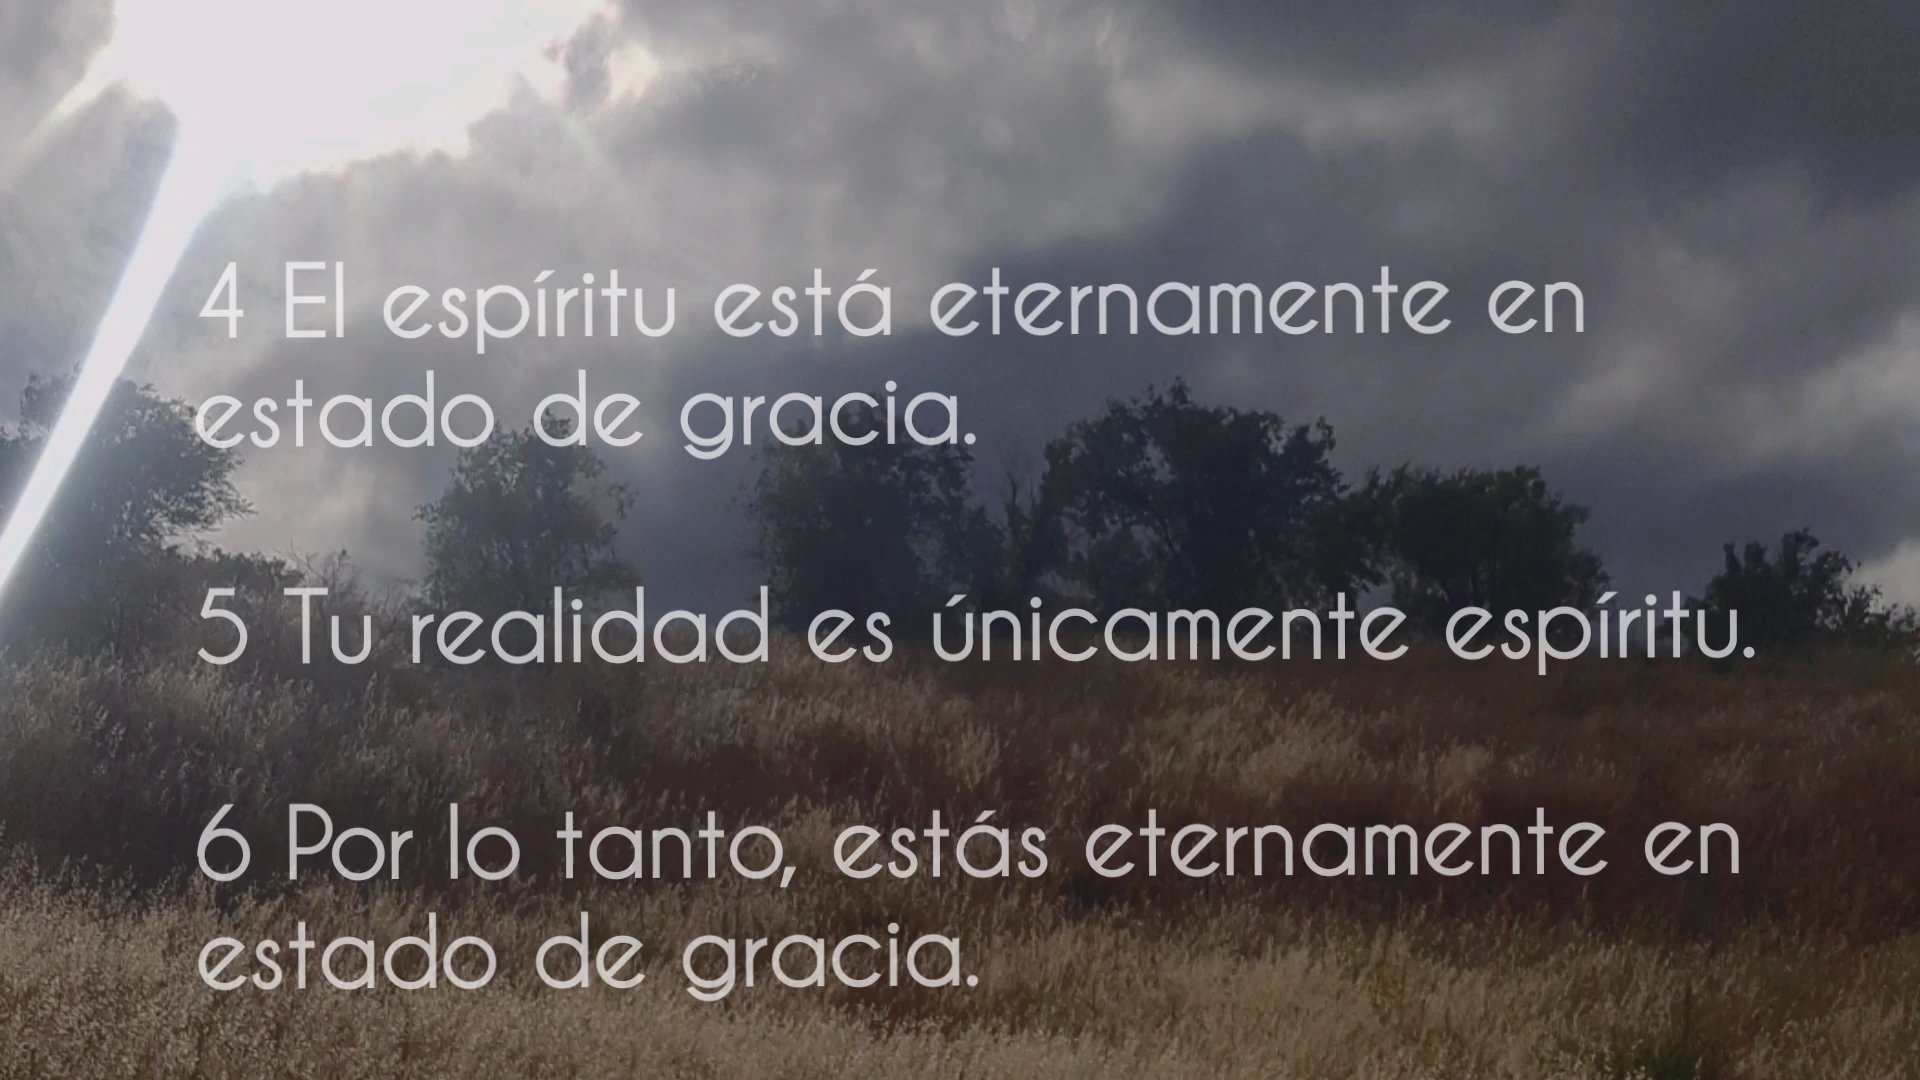 4 El espíritu está eternamente en
estado de gracia.
5 Tu realidad es únicamente espíritu.
6 Por lo tanto, estás eternamente en
estado de gracia.